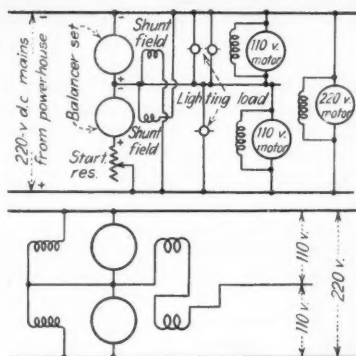 220-v d.c. mains
from powerhouse
Balancer set
Shunt
field
Shunt
field
Start.
res.
Lighting load
110 v.
motor
110 v.
motor
220 v.
motor
110 v.
110 v.
220 v.